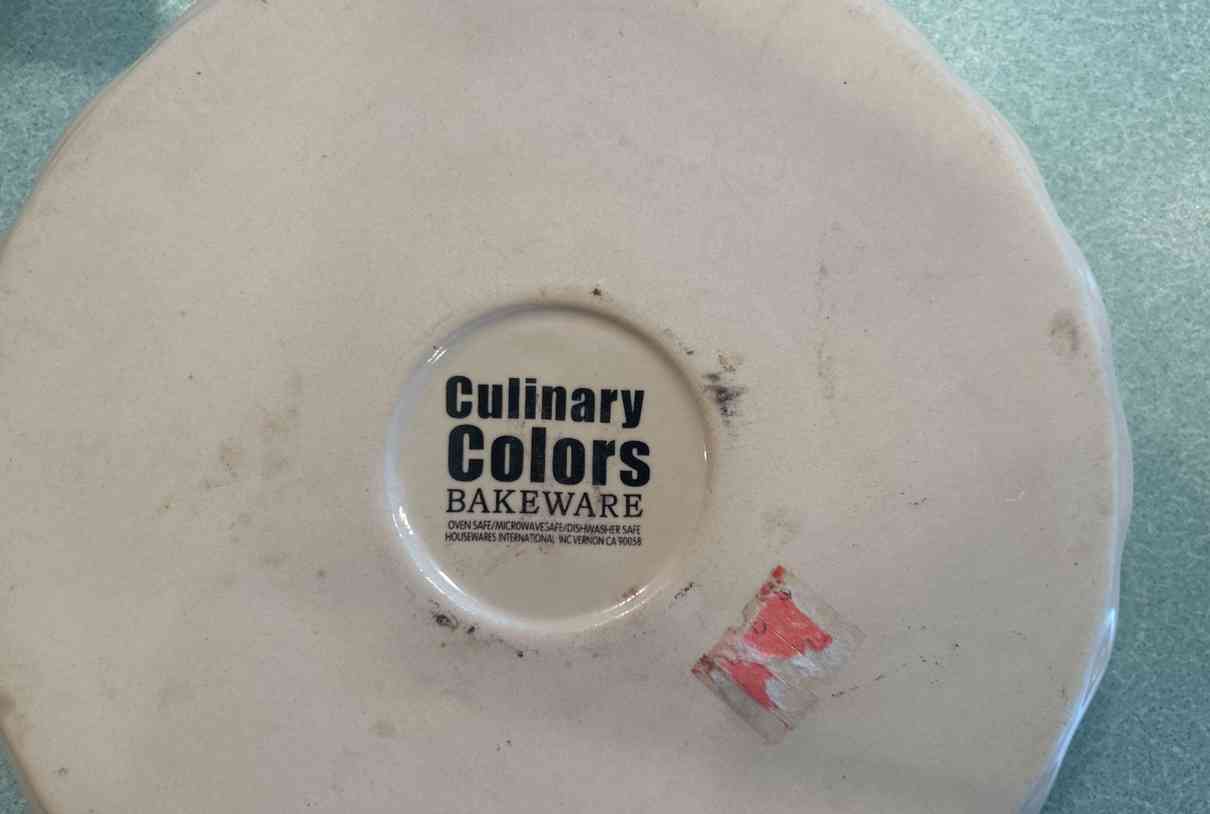 Culinary
Colors
BAKEWARE
OVEN SAFE/MICROWAVESAFE/DISHWASHER SAFE
HOUSEWARES INTERNATIONAL INC VERNON CA 90058